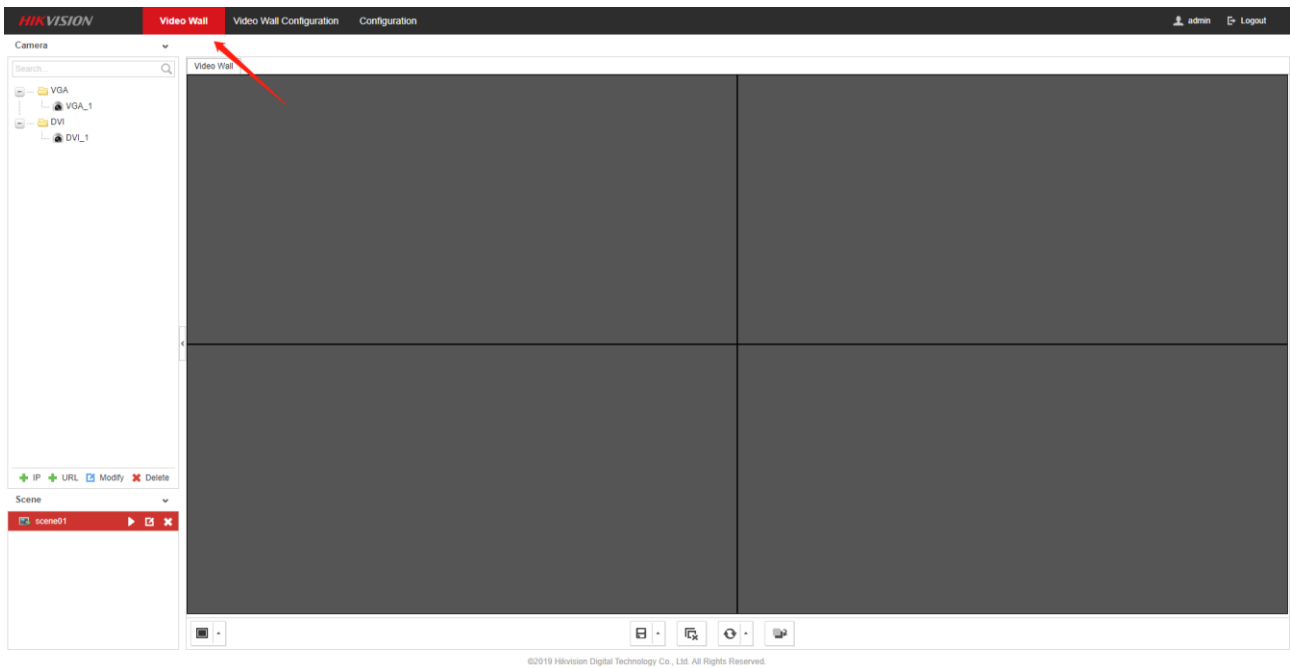 HIKVISION Video Wall Video Wall Configuration Configuration admin Logout
Camera
Search...
Video Wall
VGA
VGA_1
DVI
DVI_1
IP URL Modify Delete
Scene
scene01
©2019 Hikvision Digital Technology Co., Ltd. All Rights Reserved.